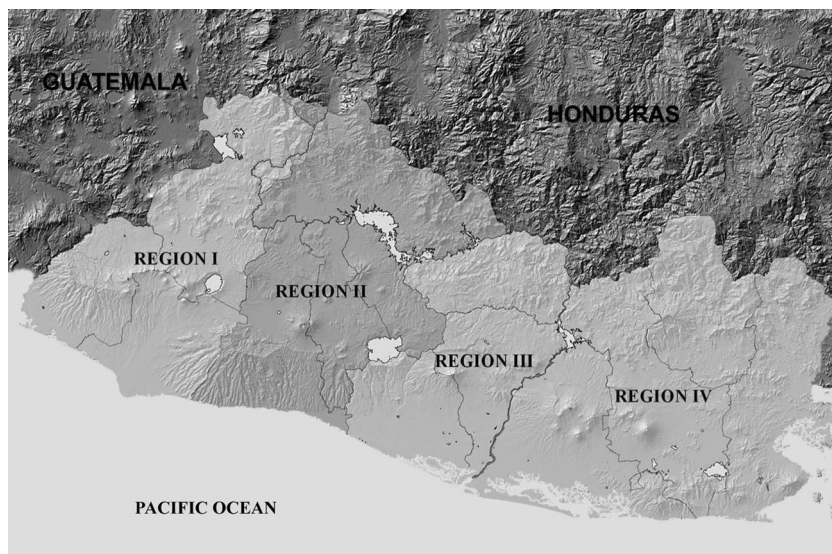 GUATEMALA
HONDURAS
REGION I
REGION II
REGION III
REGION IV
PACIFIC OCEAN